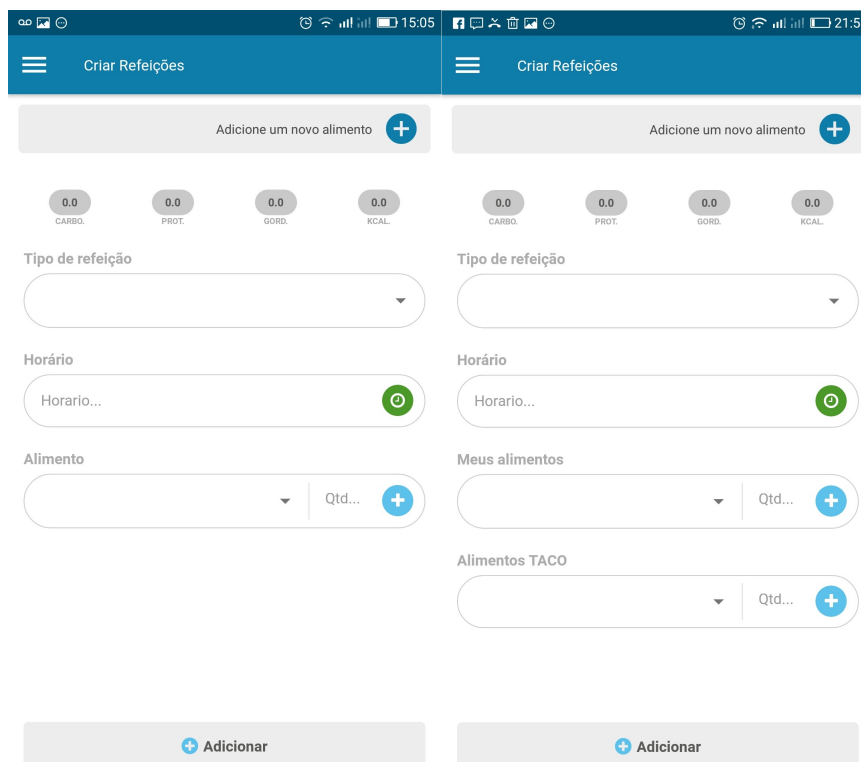 15:05
Criar Refeições
Adicione um novo alimento
0.0 0.0 0.0 0.0
CARBO. PROT. GORD. KCAL.
Tipo de refeição
Horário
Horario...
Alimento
Qtd...
Adicionar
21:5
Criar Refeições
Adicione um novo alimento
0.0 0.0 0.0 0.0
CARBO. PROT. GORD. KCAL.
Tipo de refeição
Horário
Horario...
Meus alimentos
Qtd...
Alimentos TACO
Qtd...
Adicionar